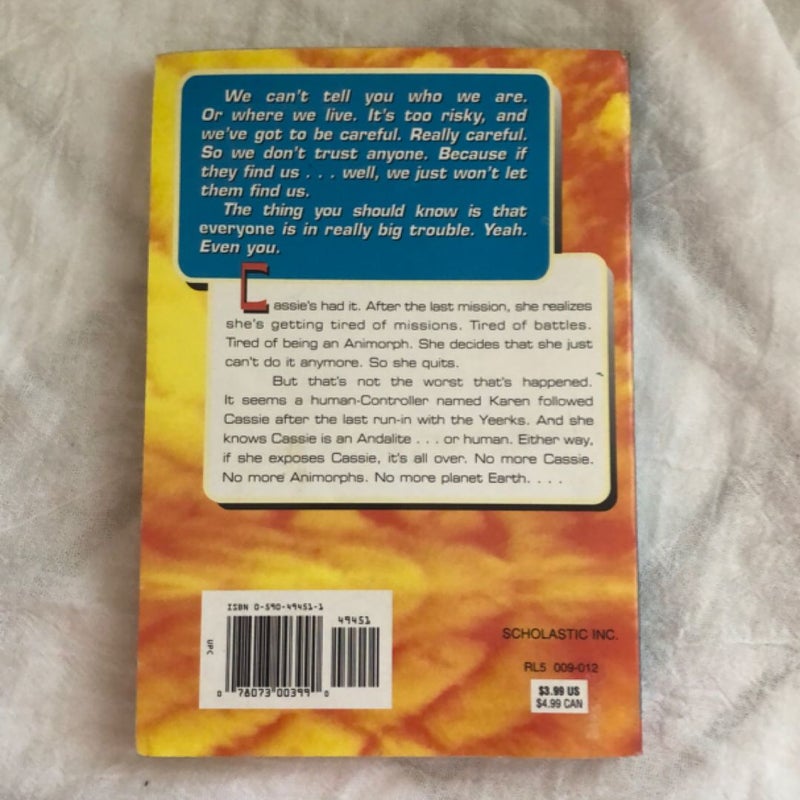 We can't tell you who we are.
Or where we live. It's too risky, and
we've got to be careful. Really careful.
So we don't trust anyone. Because if
they find us . . . well, we just won't let
them find us.
The thing you should know is that
everyone is in really big trouble. Yeah.
Even you.
Cassie's had it. After the last mission, she realizes
she's getting tired of missions. Tired of battles.
Tired of being an Animorph. She decides that she just
can't do it anymore. So she quits.
But that's not the worst that's happened.
It seems a human-Controller named Karen followed
Cassie after the last run-in with the Yeerks. And she
knows Cassie is an Andalite . . . or human. Either way,
if she exposes Cassie, it's all over. No more Cassie.
No more Animorphs. No more planet Earth. . . .
ISBN 0-590-49451-1
49451
UPC
0 78073 00399 0
SCHOLASTIC INC.
RL5 009-012
$3.99 US
$4.99 CAN